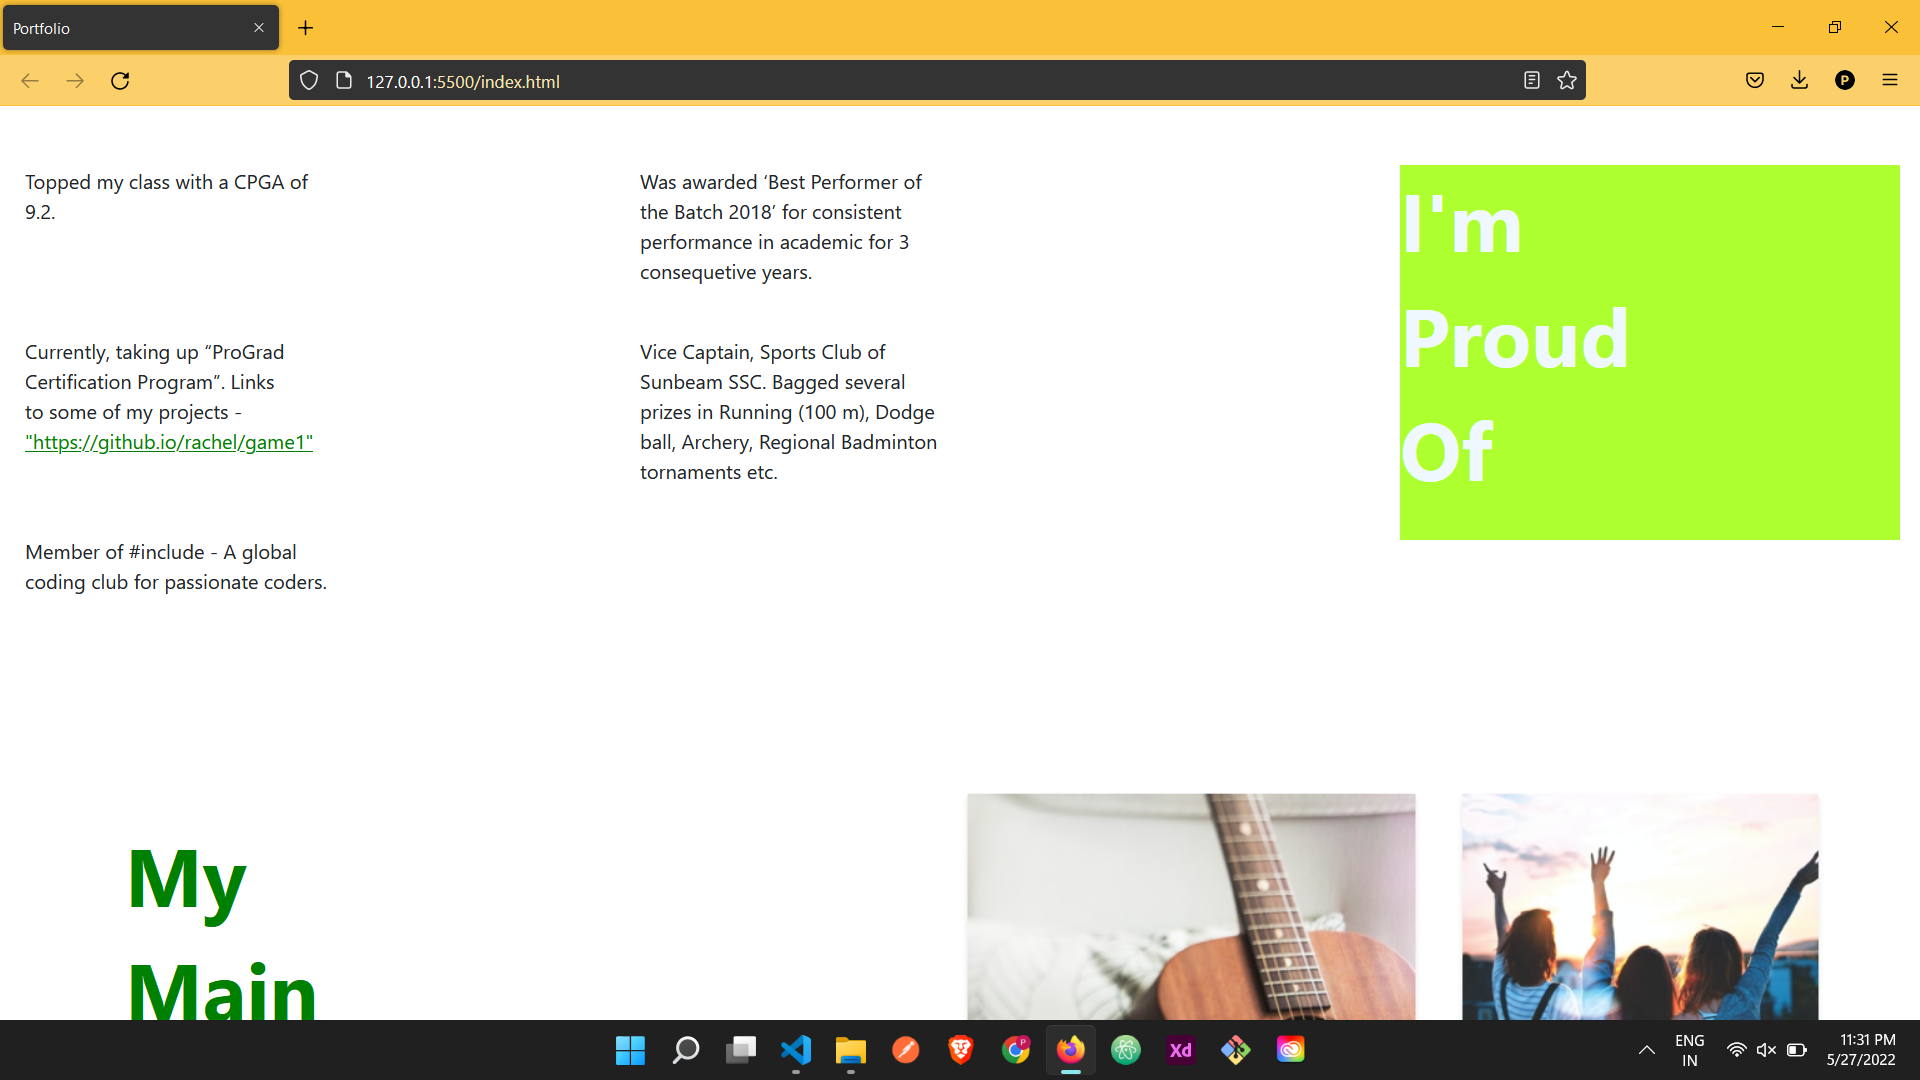 Portfolio
127.0.0.1:5500/index.html
P
Topped my class with a CPGA of
9.2.
Was awarded ‘Best Performer of
the Batch 2018’ for consistent
performance in academic for 3
consequetive years.
Currently, taking up “ProGrad
Certification Program”. Links
to some of my projects -
"https://github.io/rachel/game1"
Vice Captain, Sports Club of
Sunbeam SSC. Bagged several
prizes in Running (100 m), Dodge
ball, Archery, Regional Badminton
tornaments etc.
Member of #include - A global
coding club for passionate coders.
I'm
Proud
Of
My
Main
P
Xd
ENG
IN
11:31 PM
5/27/2022